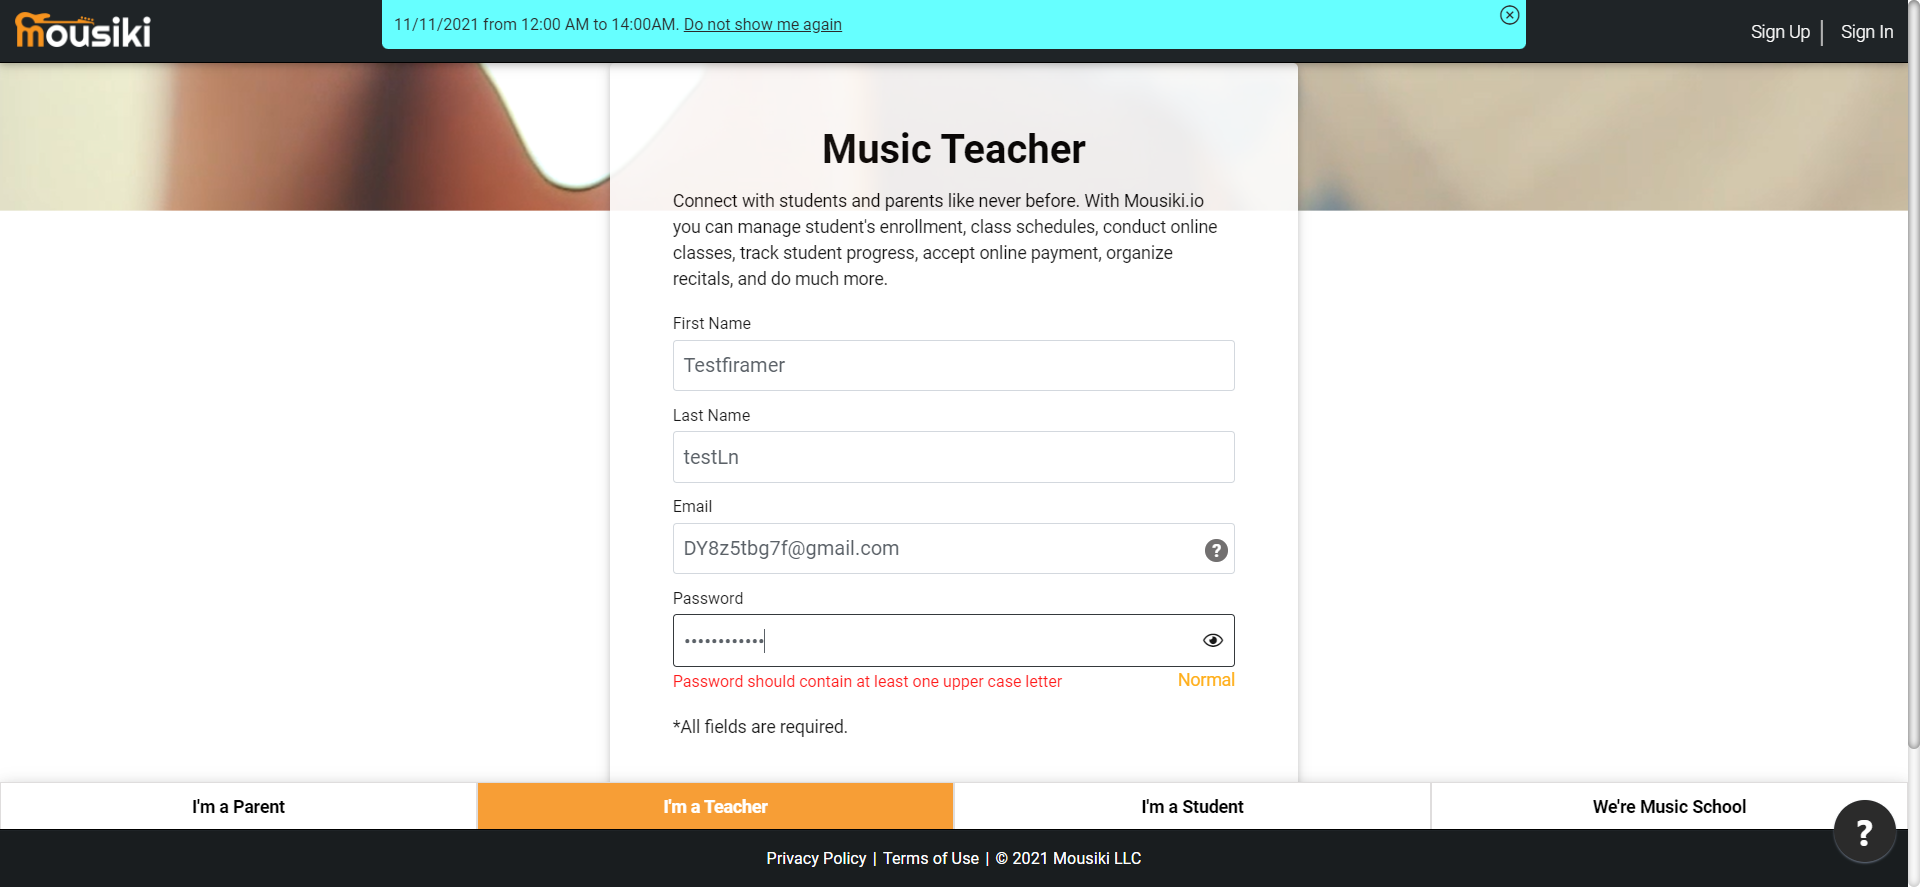 mousiki
11/11/2021 from 12:00 AM to 14:00AM. Do not show me again
Sign Up | Sign In
Music Teacher
Connect with students and parents like never before. With Mousiki.io
you can manage student's enrollment, class schedules, conduct online
classes, track student progress, accept online payment, organize
recitals, and do much more.
First Name
Testfiramer
Last Name
testLn
Email
DY8z5tbg7f@gmail.com
?
Password
••••••••••••
Password should contain at least one upper case letter
Normal
*All fields are required.
I'm a Parent
I'm a Teacher
I'm a Student
We're Music School
?
Privacy Policy | Terms of Use | © 2021 Mousiki LLC